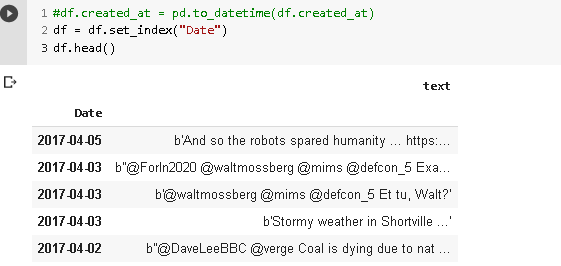 1 #df.created_at = pd.to_datetime(df.created_at)
2 df = df.set_index("Date")
3 df.head()
text
Date
2017-04-05 b'And so the robots spared humanity ... https:...
2017-04-03 b"@ForIn2020 @waltmossberg @mims @defcon_5 Exa...
2017-04-03 b'@waltmossberg @mims @defcon_5 Et tu, Walt?'
2017-04-03 b'Stormy weather in Shortville ...'
2017-04-02 b"@DaveLeeBBC @verge Coal is dying due to nat ...